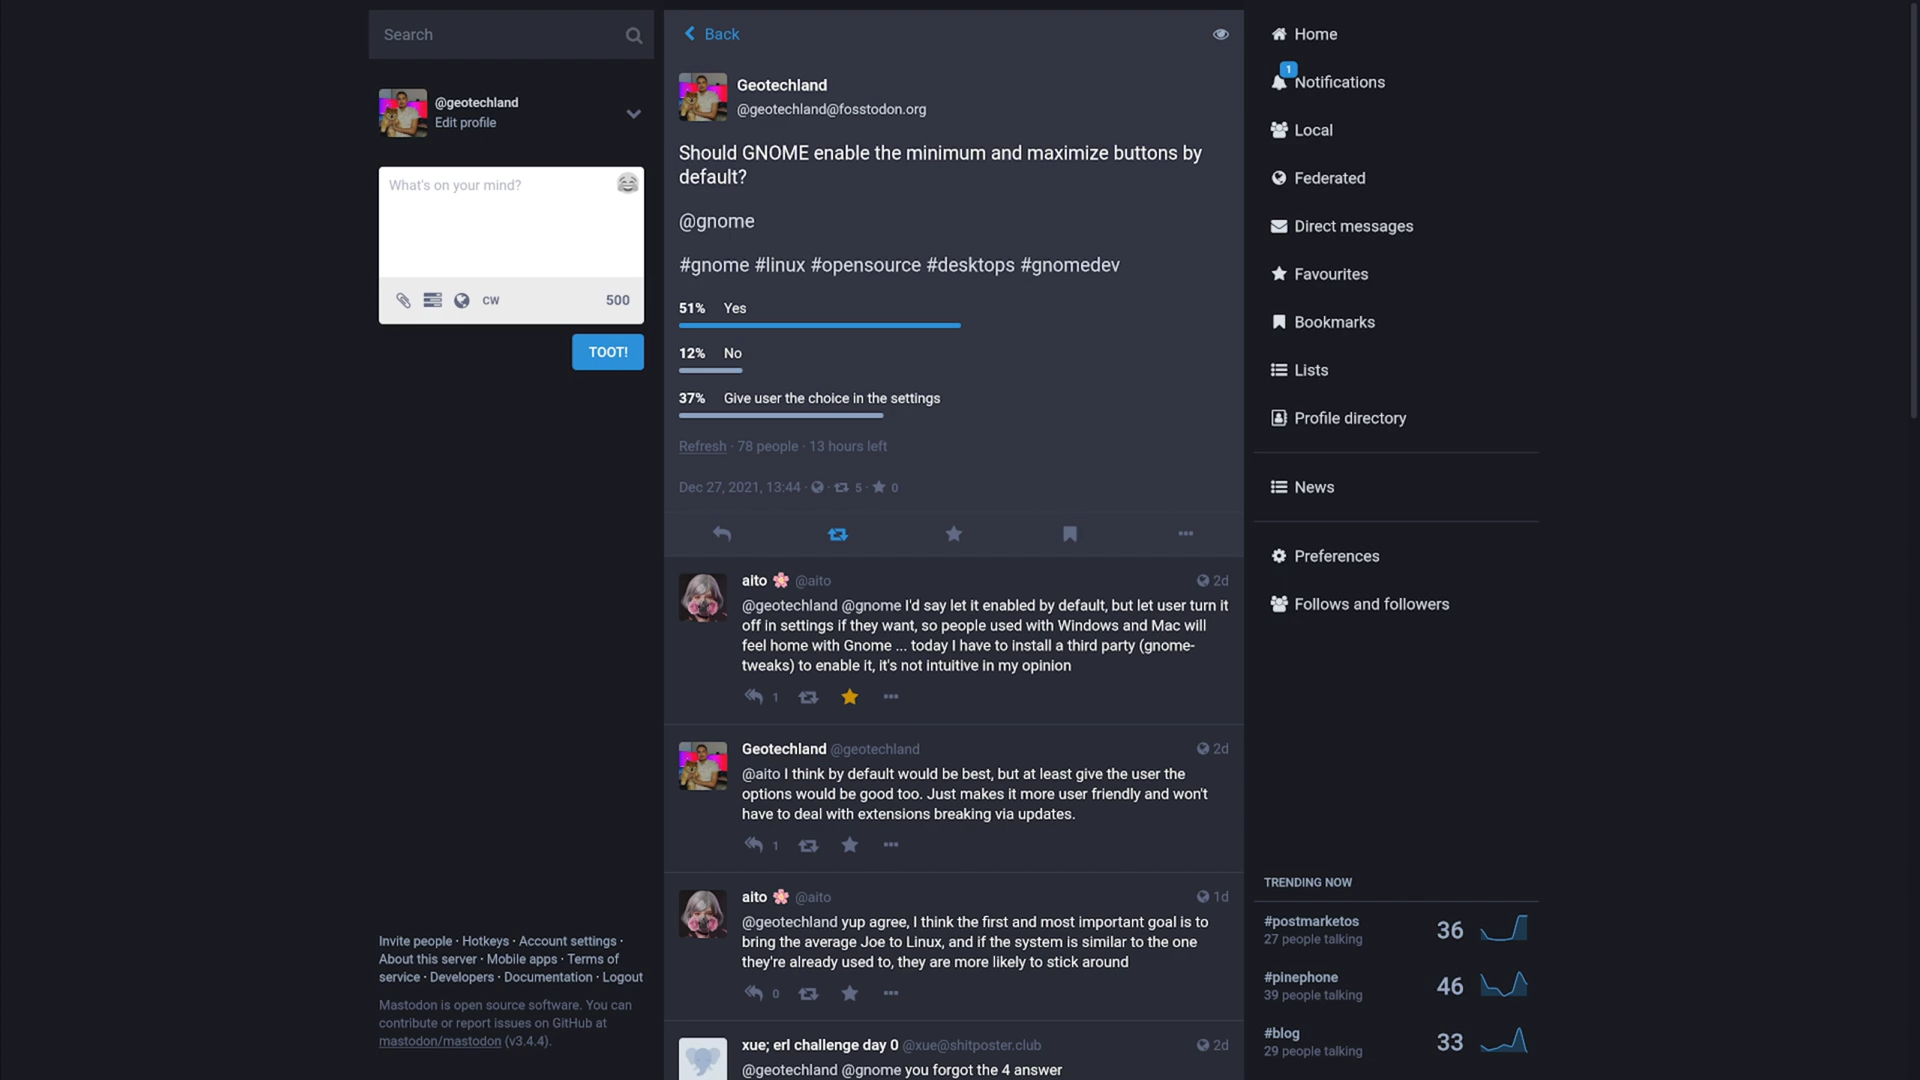 Search
@geotechland
Edit profile
What's on your mind?
CW
500
TOOT!
Invite people · Hotkeys · Account settings ·
About this server · Mobile apps · Terms of
service · Developers · Documentation · Logout
Mastodon is open source software. You can
contribute or report issues on GitHub at
mastodon/mastodon (v3.4.4).
Back
Geotechland
@geotechland@fosstodon.org
Should GNOME enable the minimum and maximize buttons by
default?
@gnome
#gnome #linux #opensource #desktops #gnomedev
51% Yes
12% No
37% Give user the choice in the settings
Refresh · 78 people · 13 hours left
Dec 27, 2021, 13:44 · · 5 · 0
aito @aito 2d
@geotechland @gnome I'd say let it enabled by default, but let user turn it
off in settings if they want, so people used with Windows and Mac will
feel home with Gnome ... today I have to install a third party (gnome-
tweaks) to enable it, it's not intuitive in my opinion
1
Geotechland @geotechland 2d
@aito I think by default would be best, but at least give the user the
options would be good too. Just makes it more user friendly and won't
have to deal with extensions breaking via updates.
1
aito @aito 1d
@geotechland yup agree, I think the first and most important goal is to
bring the average Joe to Linux, and if the system is similar to the one
they're already used to, they are more likely to stick around
0
xue; erl challenge day 0 @xue@shitposter.club 2d
@geotechland @gnome you forgot the 4 answer
Home
1
Notifications
Local
Federated
Direct messages
Favourites
Bookmarks
Lists
Profile directory
News
Preferences
Follows and followers
TRENDING NOW
#postmarketos
27 people talking
36
#pinephone
39 people talking
46
#blog
29 people talking
33